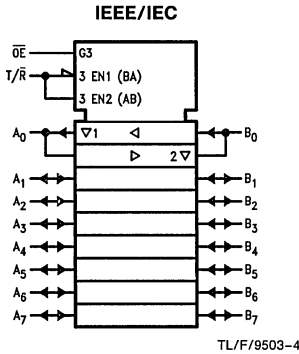 IEEE/IEC
OE G3
T/R 3 EN1 (BA)
3 EN2 (AB)
A0 ▽1 ◁ B0
▷ 2▽
A1 B1
A2 B2
A3 B3
A4 B4
A5 B5
A6 B6
A7 B7
TL/F/9503-4